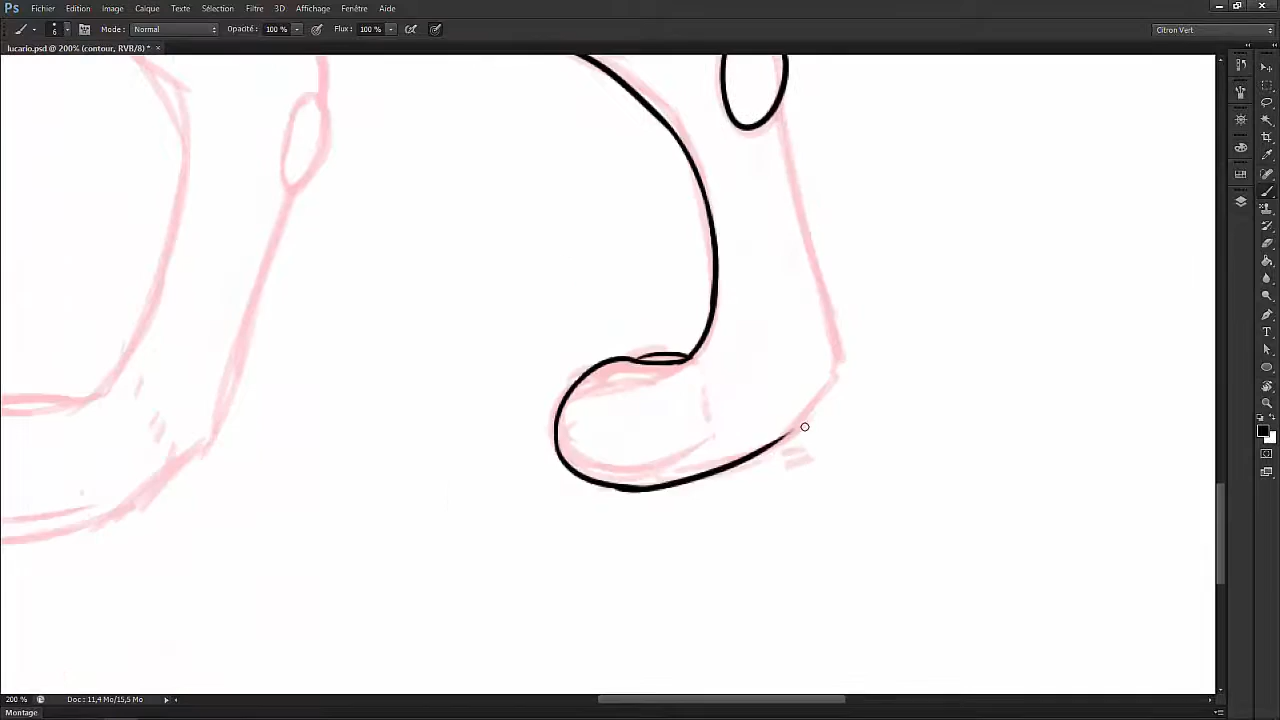 Ps Fichier Edition Image Calque Texte Sélection Filtre 3D Affichage Fenêtre Aide
6 Mode : Normal Opacité : 100 % Flux : 100 % Citron Vert
lucario.psd @ 200% (contour, RVB/8) * ×
200 % Doc : 11,4 Mo/15,5 Mo
Montage